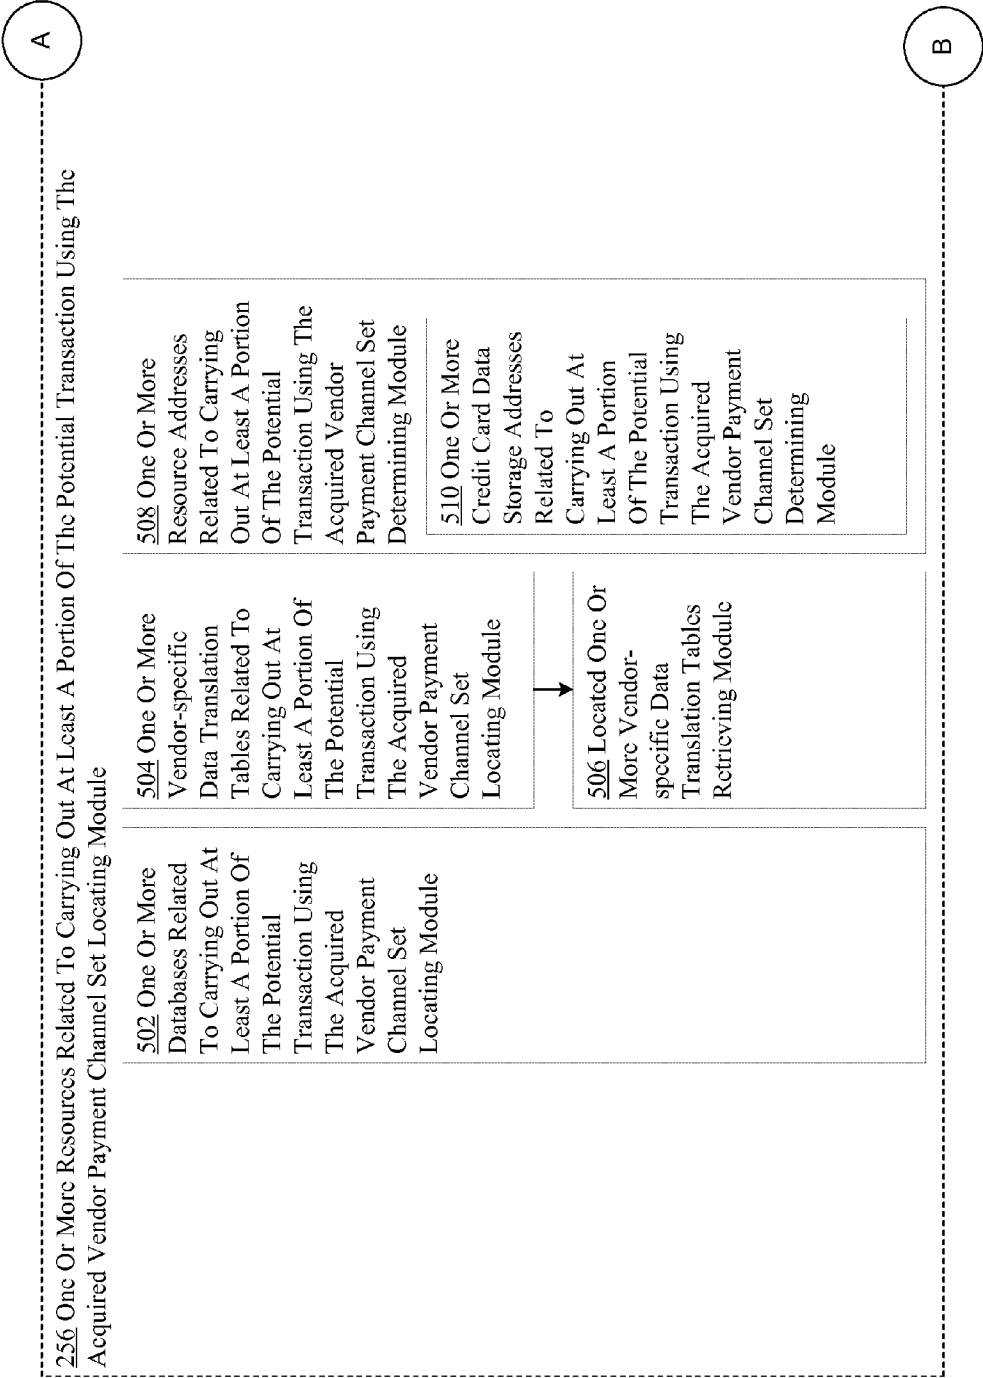 256 One Or More Resources Related To Carrying Out At Least A Portion Of The Potential Transaction Using The
Acquired Vendor Payment Channel Set Locating Module
502 One Or More
Databases Related
To Carrying Out At
Least A Portion Of
The Potential
Transaction Using
The Acquired
Vendor Payment
Channel Set
Locating Module
504 One Or More
Vendor-specific
Data Translation
Tables Related To
Carrying Out At
Least A Portion Of
The Potential
Transaction Using
The Acquired
Vendor Payment
Channel Set
Locating Module
506 Located One Or
More Vendor-
specific Data
Translation Tables
Retrieving Module
508 One Or More
Resource Addresses
Related To Carrying
Out At Least A Portion
Of The Potential
Transaction Using The
Acquired Vendor
Payment Channel Set
Determining Module
510 One Or More
Credit Card Data
Storage Addresses
Related To
Carrying Out At
Least A Portion
Of The Potential
Transaction Using
The Acquired
Vendor Payment
Channel Set
Determining
Module
A
B